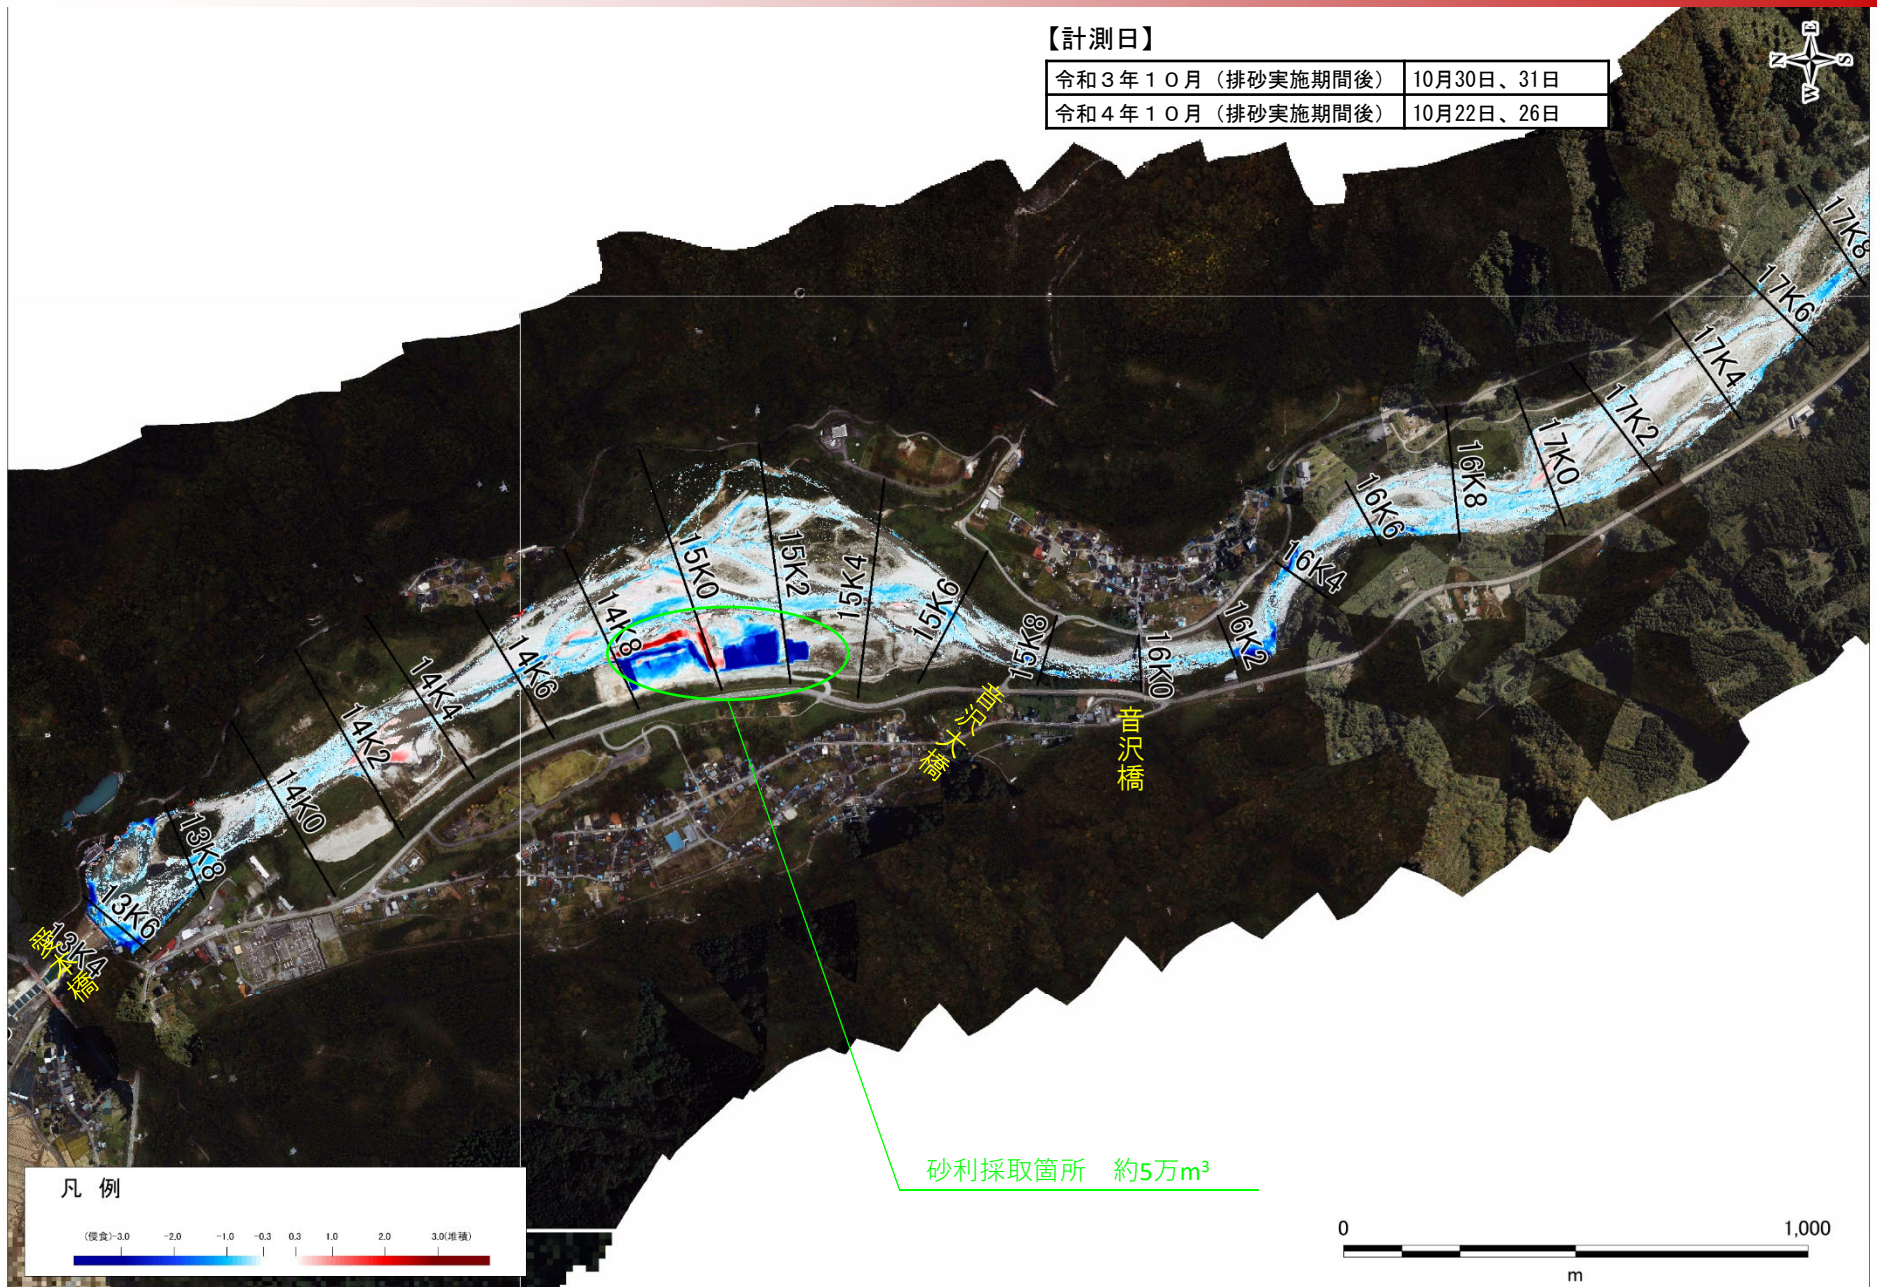 【計測日】
令和3年10月（排砂実施期間後） 10月30日、31日
令和4年10月（排砂実施期間後） 10月22日、26日
E
N S
W
17K8
17K6
17K4
17K2
17K0
16K8
16K6
16K4
16K2
16K0
15K8
15K6
15K4
15K2
15K0
14K8
14K6
14K4
14K2
14K0
13K8
13K6
13K4
音沢大橋
音沢橋
愛本橋
砂利採取箇所 約5万m³
凡 例
(侵食)-3.0 -2.0 -1.0 -0.3 0.3 1.0 2.0 3.0(堆積)
0 1,000
m